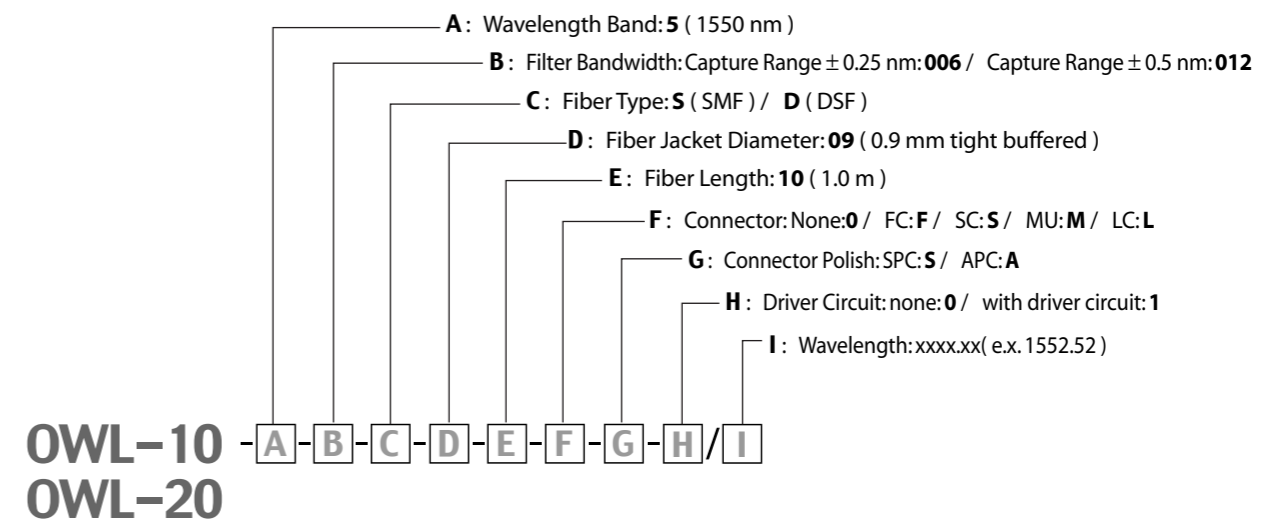 A : Wavelength Band: 5 ( 1550 nm )
B : Filter Bandwidth: Capture Range ± 0.25 nm: 006 / Capture Range ± 0.5 nm: 012
C : Fiber Type: S ( SMF ) / D ( DSF )
D : Fiber Jacket Diameter: 09 ( 0.9 mm tight buffered )
E : Fiber Length: 10 ( 1.0 m )
F : Connector: None:0 / FC: F / SC: S / MU: M / LC: L
G : Connector Polish: SPC: S / APC: A
H : Driver Circuit: none: 0 / with driver circuit: 1
I : Wavelength: xxxx.xx( e.x. 1552.52 )
OWL-10 -A-B-C-D-E-F-G-H/I
OWL-20